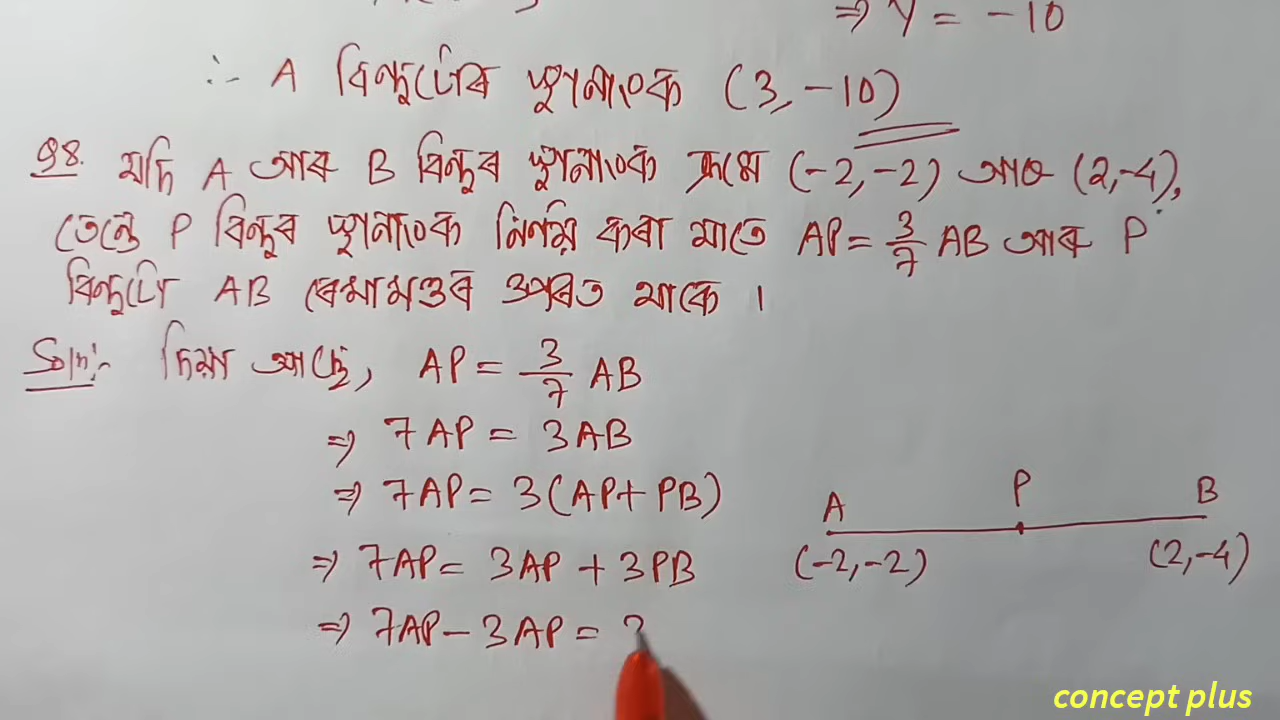 ⇒ Y = -10
∴ A বিন্দুটোৰ স্থানাংক (3, -10)
Q8. যদি A আৰু B বিন্দুৰ স্থানাংক ক্ৰমে (-2, -2) আৰু (2, -4),
তেন্তে P বিন্দুৰ স্থানাংক নিৰ্ণয় কৰা যাতে AP = 3/7 AB আৰু P
বিন্দুটো AB ৰেখাখণ্ডৰ ওপৰত থাকে ।
Soln:- দিয়া আছে, AP = 3/7 AB
⇒ 7AP = 3AB
⇒ 7AP = 3(AP + PB)
⇒ 7AP = 3AP + 3PB
⇒ 7AP - 3AP = 3
A P B
(-2, -2) (2, -4)
concept plus